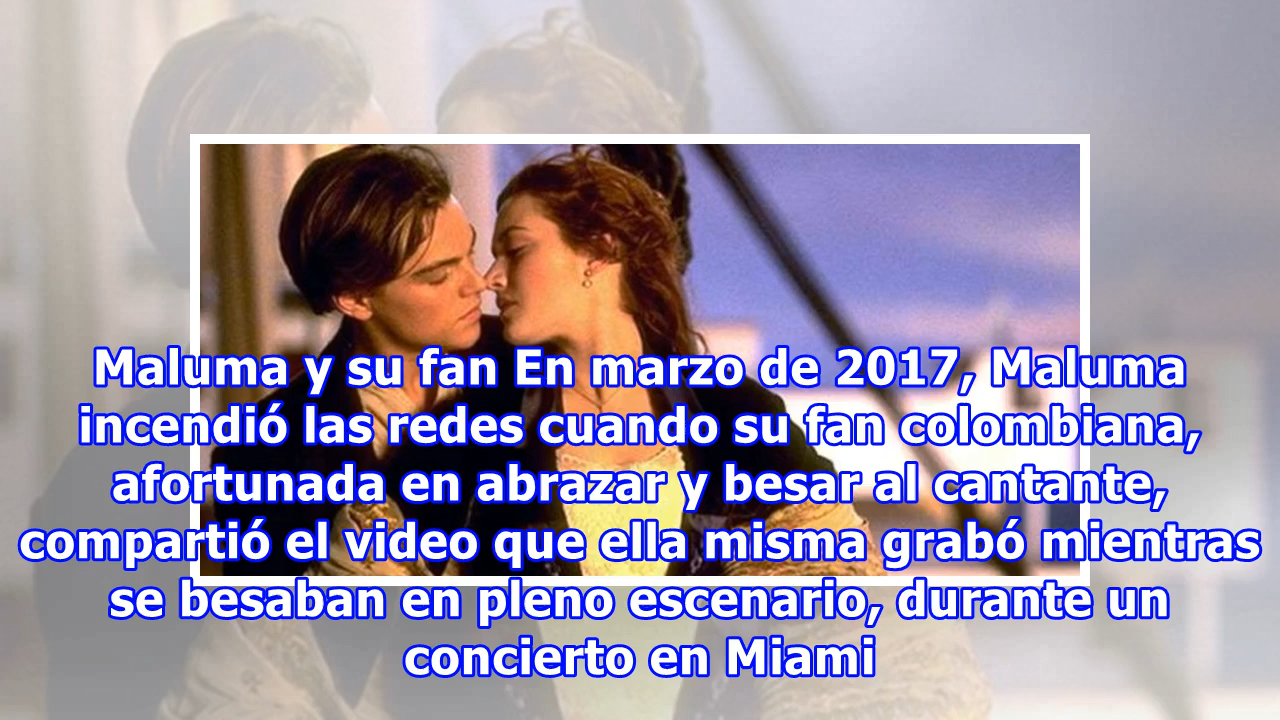 Maluma y su fan En marzo de 2017, Maluma
incendió las redes cuando su fan colombiana,
afortunada en abrazar y besar al cantante,
compartió el video que ella misma grabó mientras
se besaban en pleno escenario, durante un
concierto en Miami